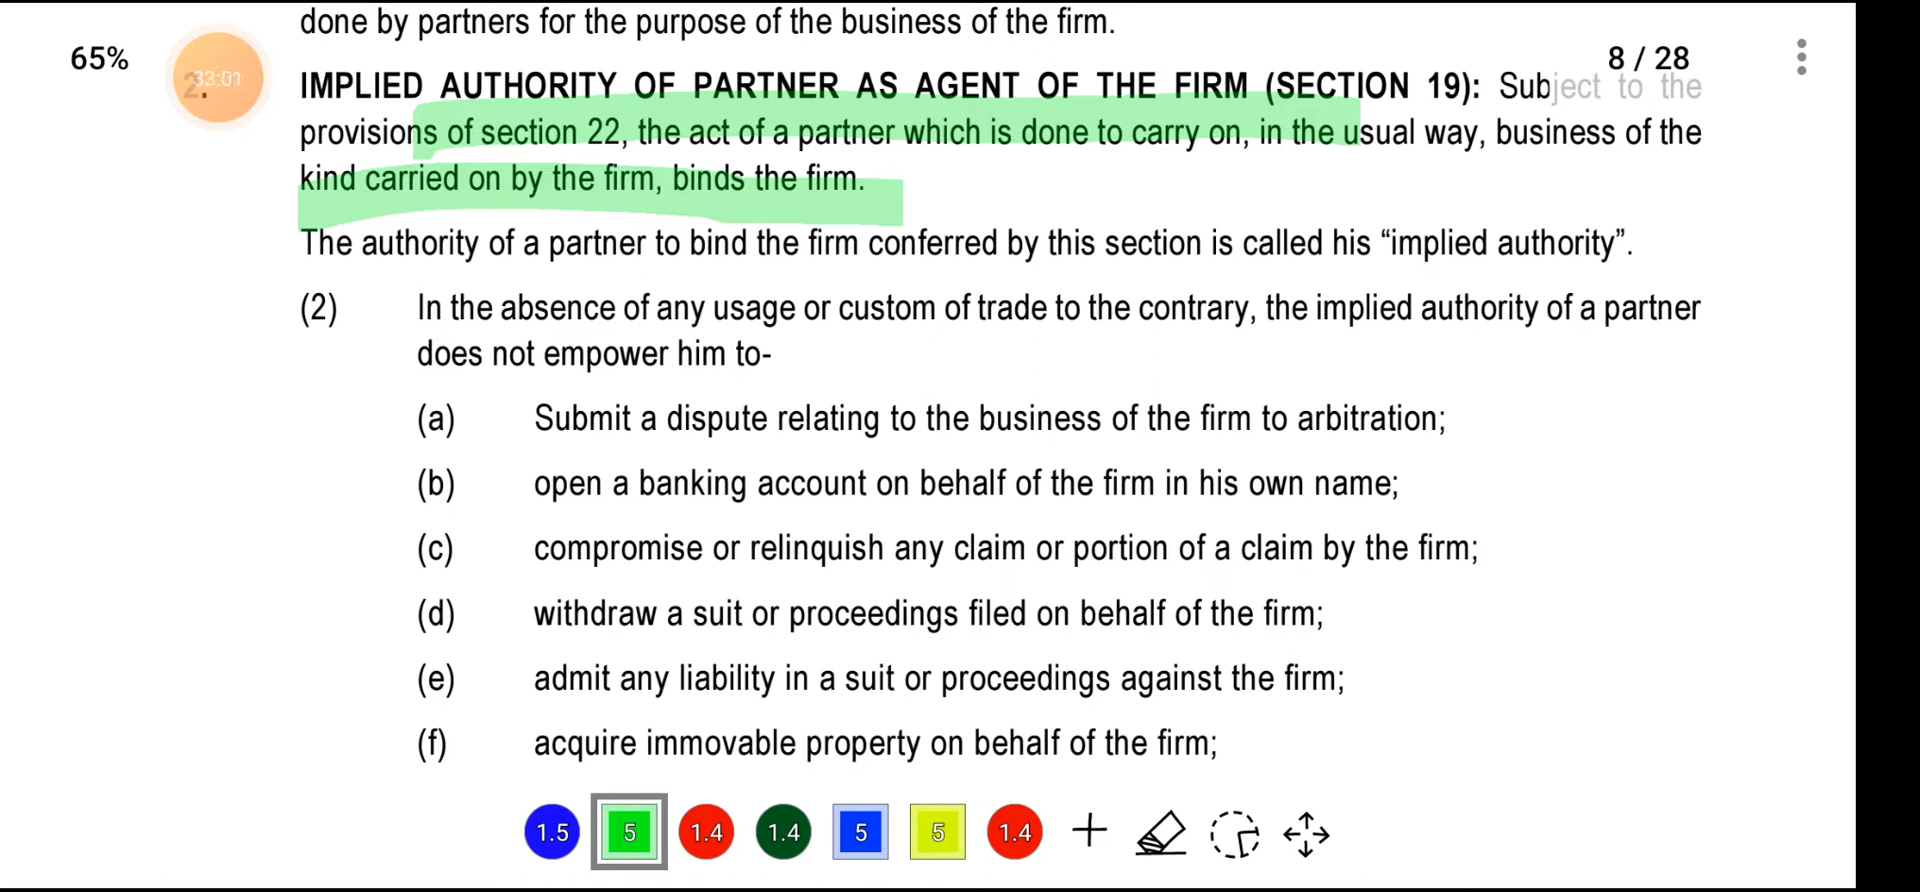 done by partners for the purpose of the business of the firm.
65%
33:01
8 / 28
2. IMPLIED AUTHORITY OF PARTNER AS AGENT OF THE FIRM (SECTION 19): Subject to the
provisions of section 22, the act of a partner which is done to carry on, in the usual way, business of the
kind carried on by the firm, binds the firm.
The authority of a partner to bind the firm conferred by this section is called his “implied authority”.
(2) In the absence of any usage or custom of trade to the contrary, the implied authority of a partner
does not empower him to-
(a) Submit a dispute relating to the business of the firm to arbitration;
(b) open a banking account on behalf of the firm in his own name;
(c) compromise or relinquish any claim or portion of a claim by the firm;
(d) withdraw a suit or proceedings filed on behalf of the firm;
(e) admit any liability in a suit or proceedings against the firm;
(f) acquire immovable property on behalf of the firm;
1.5 5 1.4 1.4 5 5 1.4